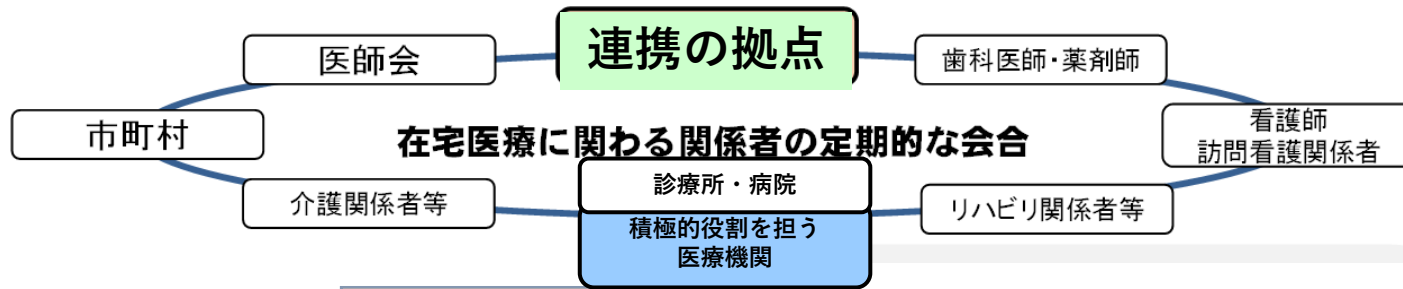 連携の拠点
医師会
歯科医師・薬剤師
市町村
在宅医療に関わる関係者の定期的な会合
看護師
訪問看護関係者
診療所・病院
介護関係者等
リハビリ関係者等
積極的役割を担う
医療機関